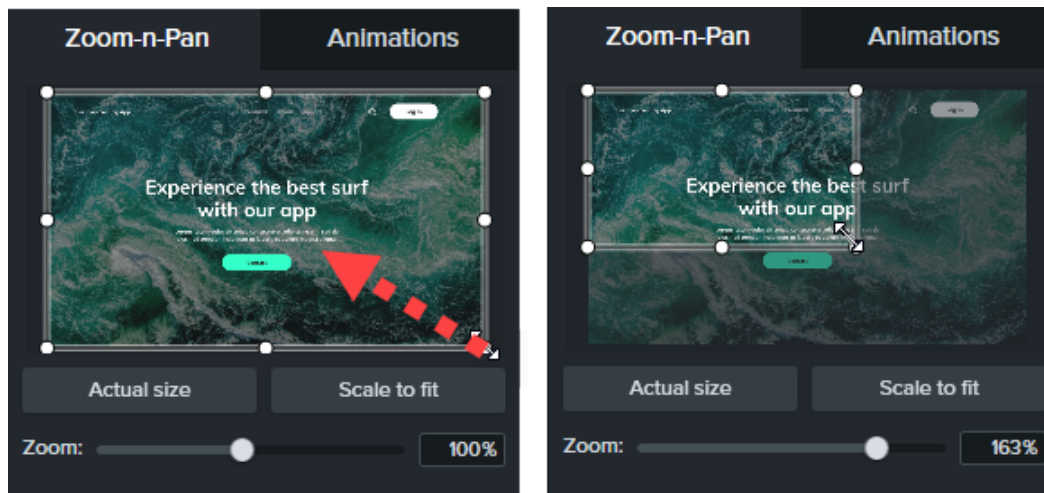 Zoom-n-Pan
Animations
Experience the best surf
with our app
Actual size
Scale to fit
Zoom:
100%
Zoom-n-Pan
Animations
Experience the best surf
with our app
Actual size
Scale to fit
Zoom:
163%